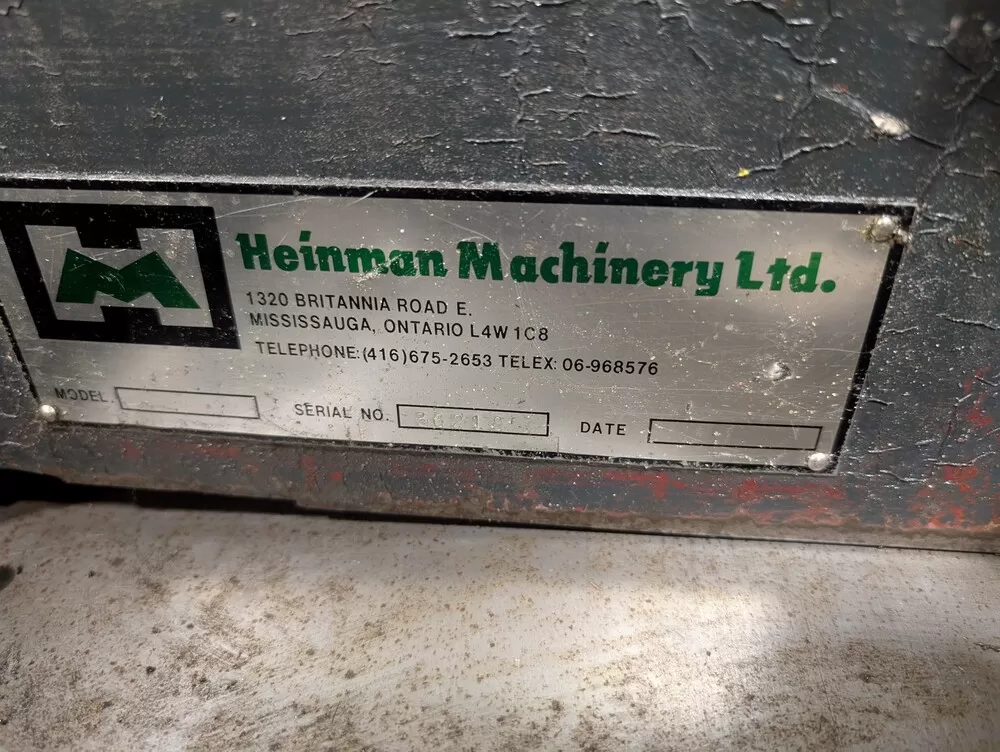 Heinman Machinery Ltd.
1320 BRITANNIA ROAD E.
MISSISSAUGA, ONTARIO L4W 1C8
TELEPHONE:(416)675-2653 TELEX: 06-968576
MODEL
SERIAL NO.
DATE